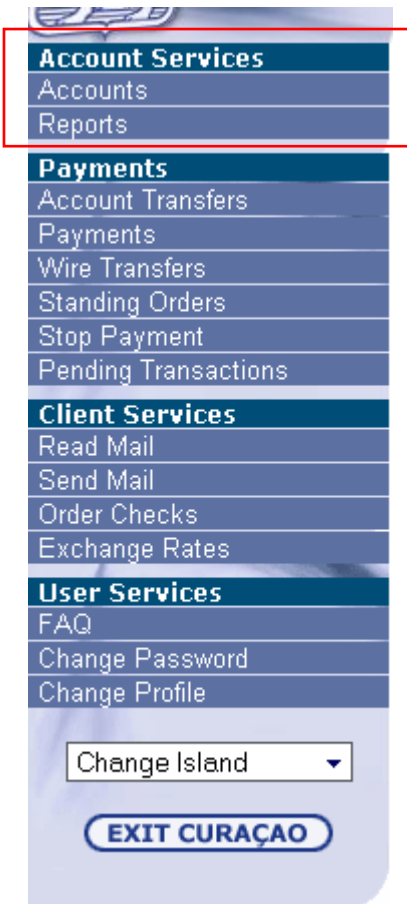 Account Services
Accounts
Reports
Payments
Account Transfers
Payments
Wire Transfers
Standing Orders
Stop Payment
Pending Transactions
Client Services
Read Mail
Send Mail
Order Checks
Exchange Rates
User Services
FAQ
Change Password
Change Profile
Change Island
EXIT CURAÇAO